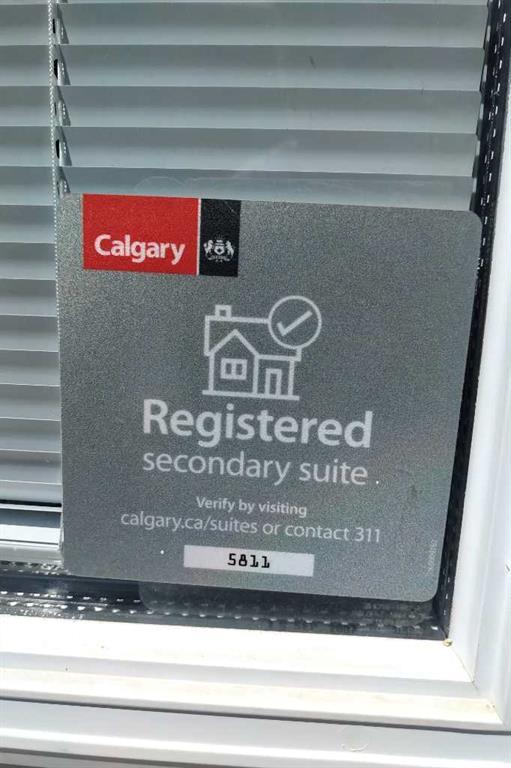 Calgary
Registered
secondary suite
Verify by visiting
calgary.ca/suites or contact 311
5811